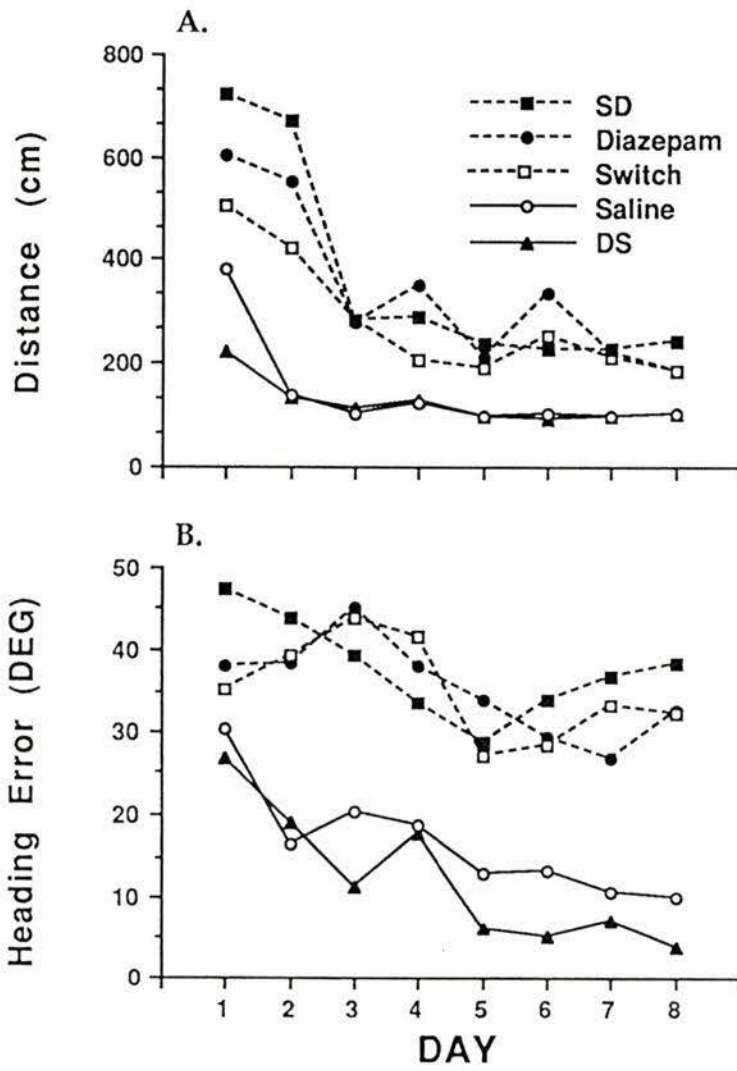 A.
Distance (cm)
800
600
400
200
0
SD
Diazepam
Switch
Saline
DS
B.
Heading Error (DEG)
50
40
30
20
10
0
1 2 3 4 5 6 7 8
DAY